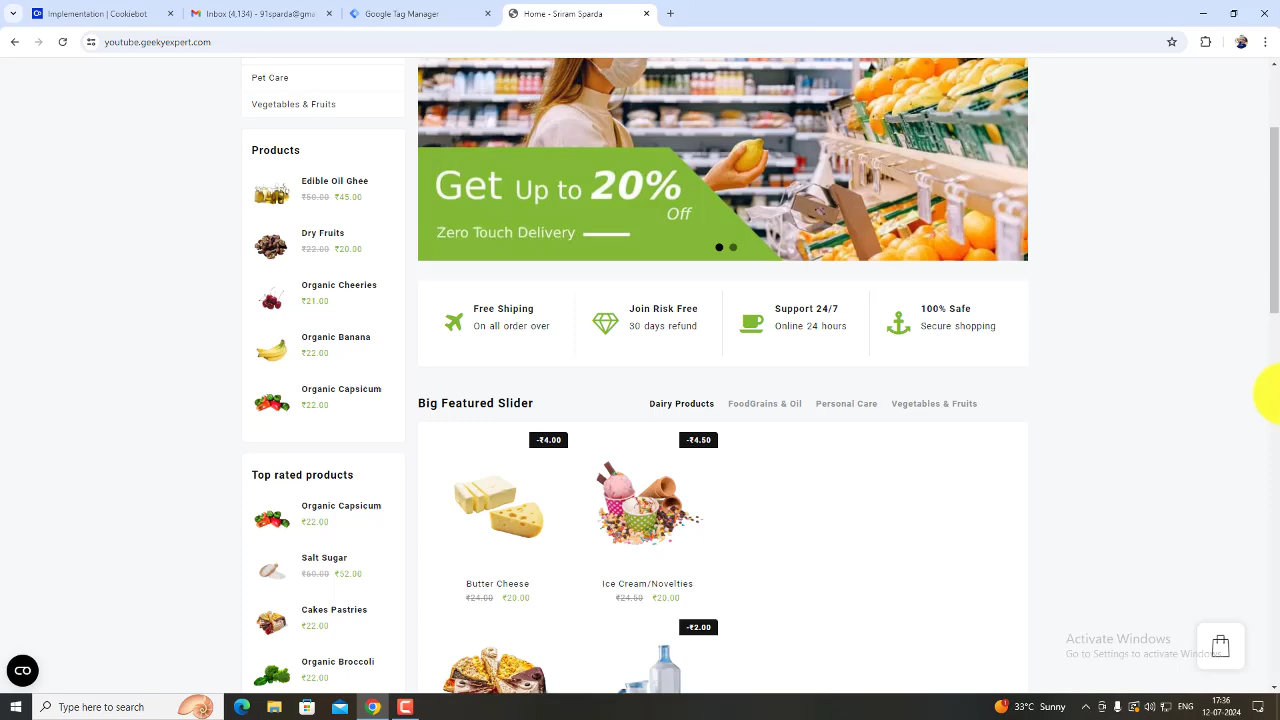 Implementation | Cookiebot
Inbox (4,134) - 91sparda@gm
Google Tag Manager
Home - Siraj Sparda
youtube.geekyexpert.com
Pet Care
Vegetables & Fruits
Products
Edible Oil Ghee
₹50.00 ₹45.00
Dry Fruits
₹22.00 ₹20.00
Organic Cheeries
₹21.00
Organic Banana
₹22.00
Organic Capsicum
₹22.00
Top rated products
Organic Capsicum
₹22.00
Salt Sugar
₹60.00 ₹52.00
Cakes Pastries
₹22.00
Organic Broccoli
₹22.00
Get Up to 20%
Off
Zero Touch Delivery
Free Shiping
On all order over
Join Risk Free
30 days refund
Support 24/7
Online 24 hours
100% Safe
Secure shopping
Big Featured Slider
Dairy Products FoodGrains & Oil Personal Care Vegetables & Fruits
-₹4.00
-₹4.50
Butter Cheese
₹24.00 ₹20.00
Ice Cream/Novelties
₹24.50 ₹20.00
-₹2.00
Activate Windows
Go to Settings to activate Windows.
Type here to search
33°C Sunny
ENG
17:36
12-07-2024